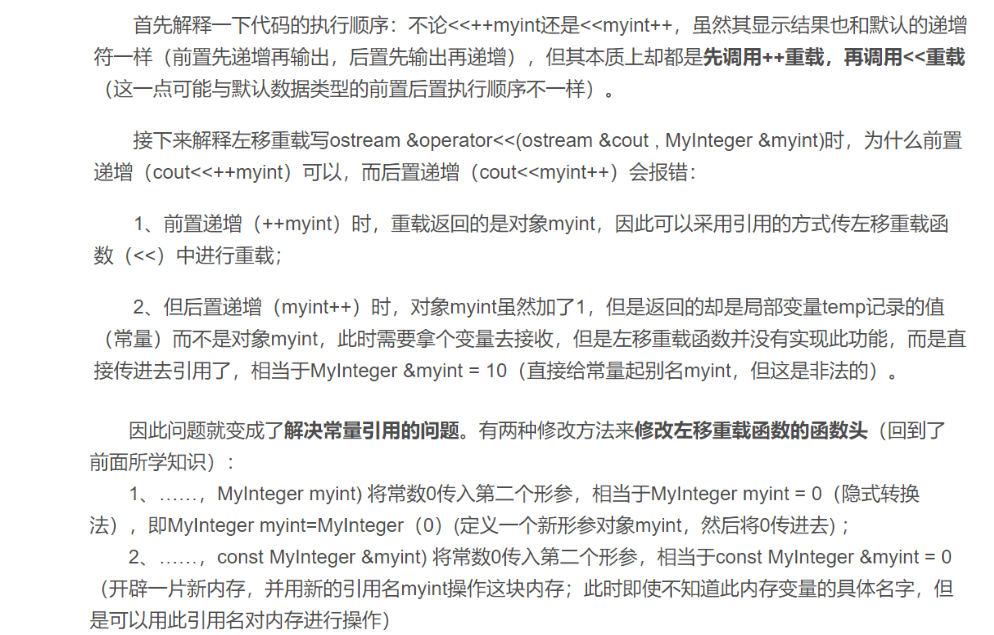 首先解释一下代码的执行顺序：不论<<++myint还是<<myint++，虽然其显示结果也和默认的递增
符一样（前置先递增再输出，后置先输出再递增），但其本质上却都是先调用++重载，再调用<<重载
（这一点可能与默认数据类型的前置后置执行顺序不一样）。
接下来解释左移重载写ostream &operator<<(ostream &cout , MyInteger &myint)时，为什么前置
递增（cout<<++myint）可以，而后置递增（cout<<myint++）会报错：
1、前置递增（++myint）时，重载返回的是对象myint，因此可以采用引用的方式传左移重载函
数（<<）中进行重载；
2、但后置递增（myint++）时，对象myint虽然加了1，但是返回的却是局部变量temp记录的值
（常量）而不是对象myint，此时需要拿个变量去接收，但是左移重载函数并没有实现此功能，而是直
接传进去引用了，相当于MyInteger &myint = 10（直接给常量起别名myint，但这是非法的）。
因此问题就变成了解决常量引用的问题。有两种修改方法来修改左移重载函数的函数头（回到了
前面所学知识）：
1、……，MyInteger myint) 将常数0传入第二个形参，相当于MyInteger myint = 0（隐式转换
法），即MyInteger myint=MyInteger（0）(定义一个新形参对象myint，然后将0传进去)；
2、……，const MyInteger &myint) 将常数0传入第二个形参，相当于const MyInteger &myint = 0
（开辟一片新内存，并用新的引用名myint操作这块内存；此时即使不知道此内存变量的具体名字，但
是可以用此引用名对内存进行操作）